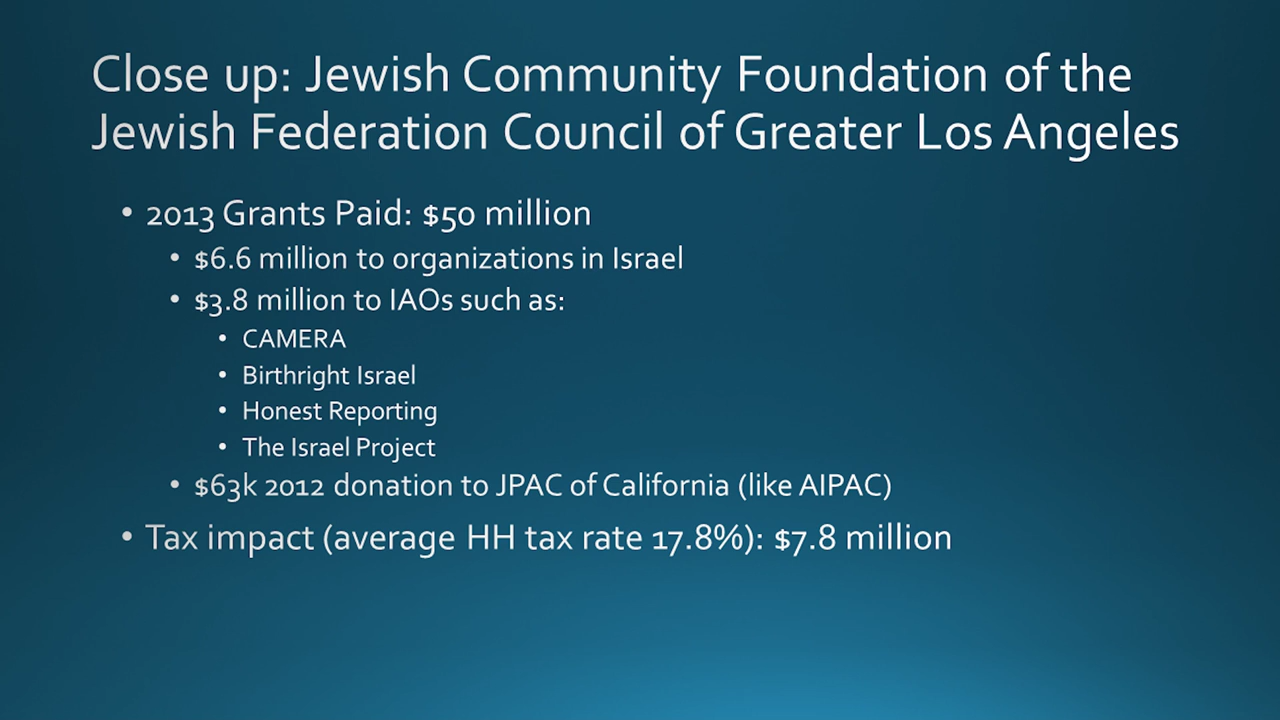 Close up: Jewish Community Foundation of the
Jewish Federation Council of Greater Los Angeles
• 2013 Grants Paid: $50 million
• $6.6 million to organizations in Israel
• $3.8 million to IAOs such as:
• CAMERA
• Birthright Israel
• Honest Reporting
• The Israel Project
• $63k 2012 donation to JPAC of California (like AIPAC)
• Tax impact (average HH tax rate 17.8%): $7.8 million